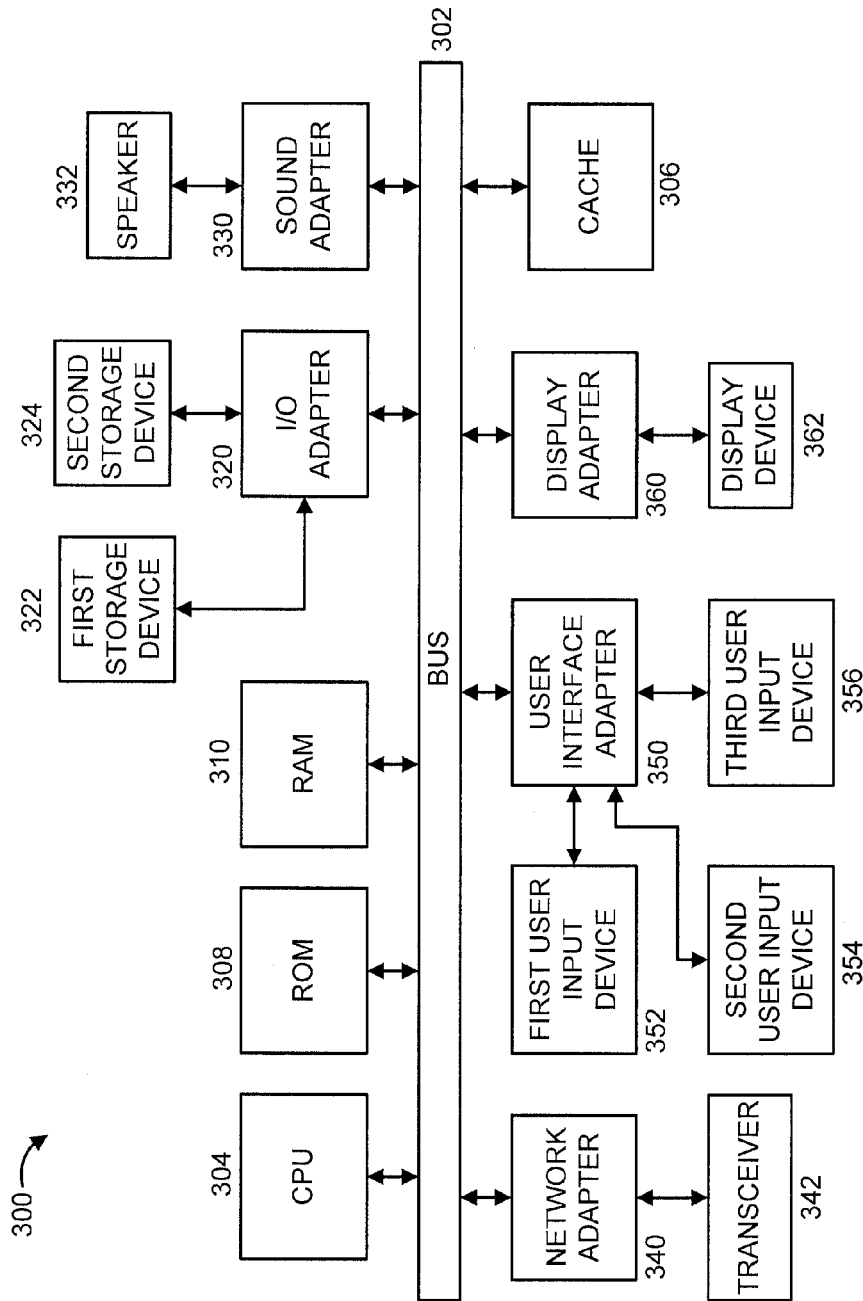 300
304
CPU
308
ROM
310
RAM
322
FIRST
STORAGE
DEVICE
324
SECOND
STORAGE
DEVICE
320
I/O
ADAPTER
332
SPEAKER
330
SOUND
ADAPTER
302
BUS
NETWORK
ADAPTER
340
TRANSCEIVER
342
FIRST USER
INPUT
DEVICE
352
SECOND
USER INPUT
DEVICE
354
USER
INTERFACE
ADAPTER
350
THIRD USER
INPUT
DEVICE
356
DISPLAY
ADAPTER
360
DISPLAY
DEVICE
362
CACHE
306